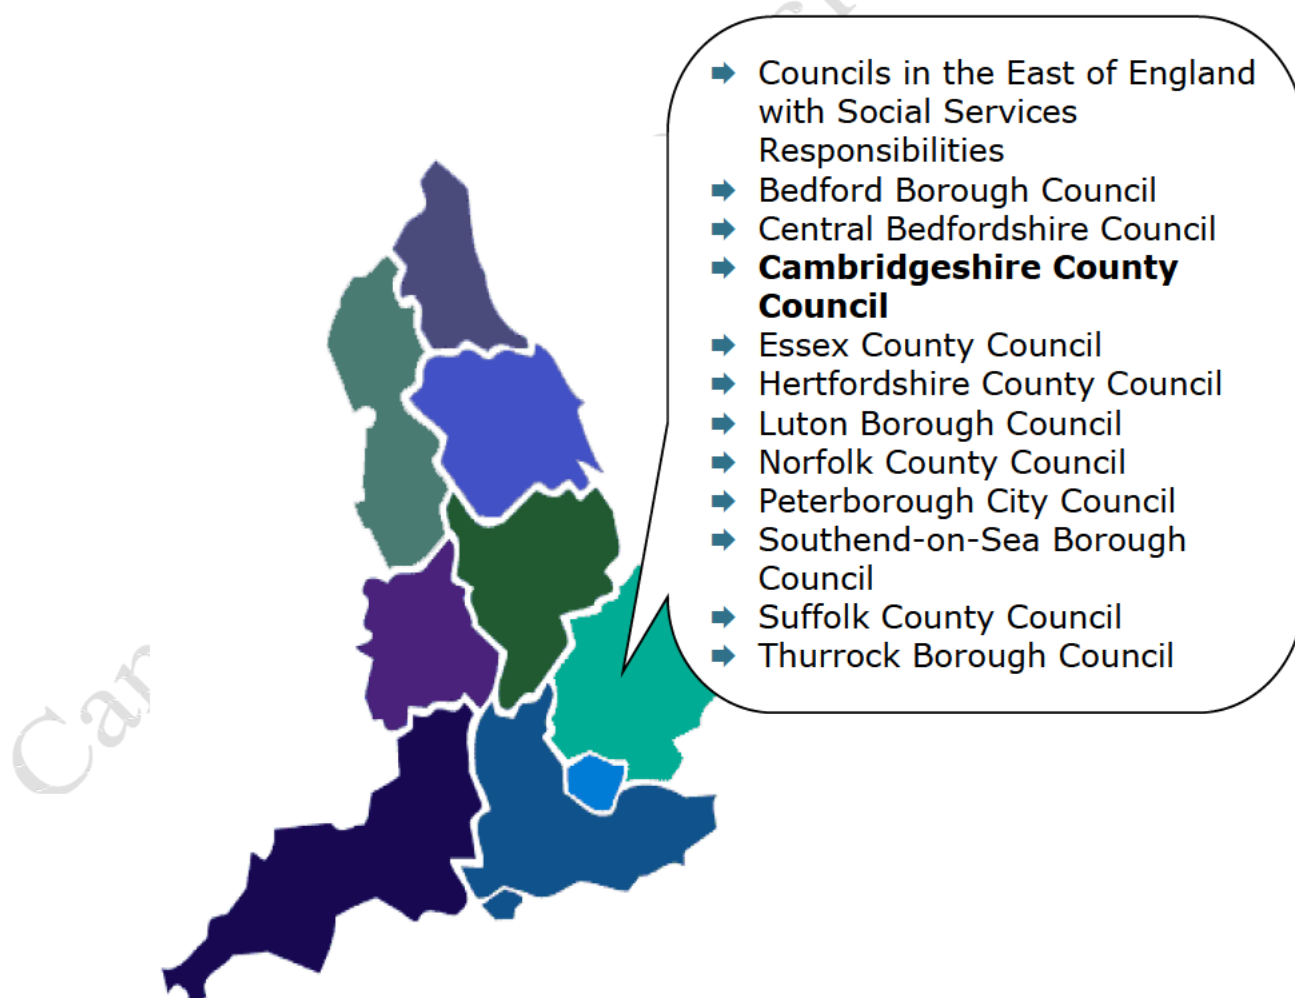 Councils in the East of England
with Social Services
Responsibilities
Bedford Borough Council
Central Bedfordshire Council
Cambridgeshire County
Council
Essex County Council
Hertfordshire County Council
Luton Borough Council
Norfolk County Council
Peterborough City Council
Southend-on-Sea Borough
Council
Suffolk County Council
Thurrock Borough Council
Car